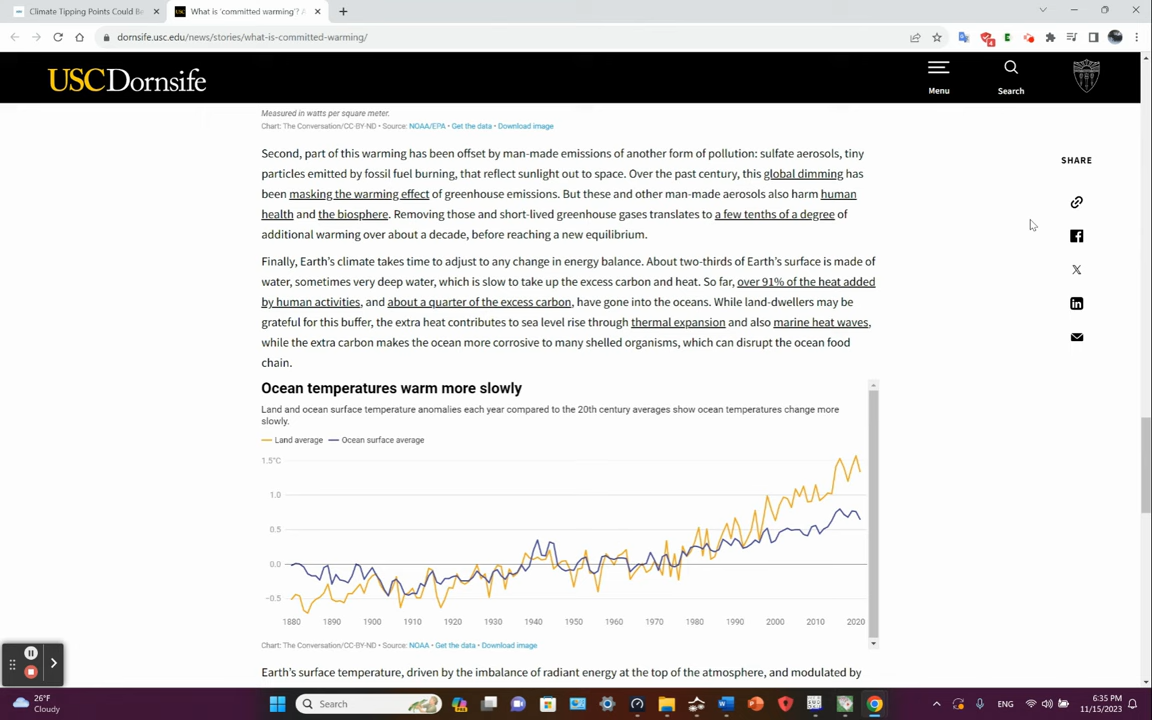 Climate Tipping Points Could Be
What is 'committed warming'? A
dornsife.usc.edu/news/stories/what-is-committed-warming/
4
USCDornsife
Menu
Search
Measured in watts per square meter.
Chart: The Conversation/CC-BY-ND • Source: NOAA/EPA • Get the data • Download image
SHARE
Second, part of this warming has been offset by man-made emissions of another form of pollution: sulfate aerosols, tiny
particles emitted by fossil fuel burning, that reflect sunlight out to space. Over the past century, this global dimming has
been masking the warming effect of greenhouse emissions. But these and other man-made aerosols also harm human
health and the biosphere. Removing those and short-lived greenhouse gases translates to a few tenths of a degree of
additional warming over about a decade, before reaching a new equilibrium.
Finally, Earth's climate takes time to adjust to any change in energy balance. About two-thirds of Earth's surface is made of
water, sometimes very deep water, which is slow to take up the excess carbon and heat. So far, over 91% of the heat added
by human activities, and about a quarter of the excess carbon, have gone into the oceans. While land-dwellers may be
grateful for this buffer, the extra heat contributes to sea level rise through thermal expansion and also marine heat waves,
while the extra carbon makes the ocean more corrosive to many shelled organisms, which can disrupt the ocean food
chain.
Ocean temperatures warm more slowly
Land and ocean surface temperature anomalies each year compared to the 20th century averages show ocean temperatures change more
slowly.
Land average Ocean surface average
1.5°C
1.0
0.5
0.0
−0.5
1880 1890 1900 1910 1920 1930 1940 1950 1960 1970 1980 1990 2000 2010 2020
Chart: The Conversation/CC-BY-ND • Source: NOAA • Get the data • Download image
Earth's surface temperature, driven by the imbalance of radiant energy at the top of the atmosphere, and modulated by
26°F
Cloudy
Search
ENG
6:35 PM
11/15/2023